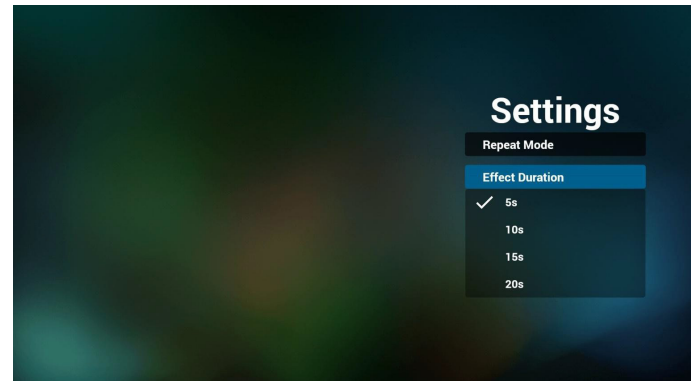 Settings
Repeat Mode
Effect Duration
5s
10s
15s
20s